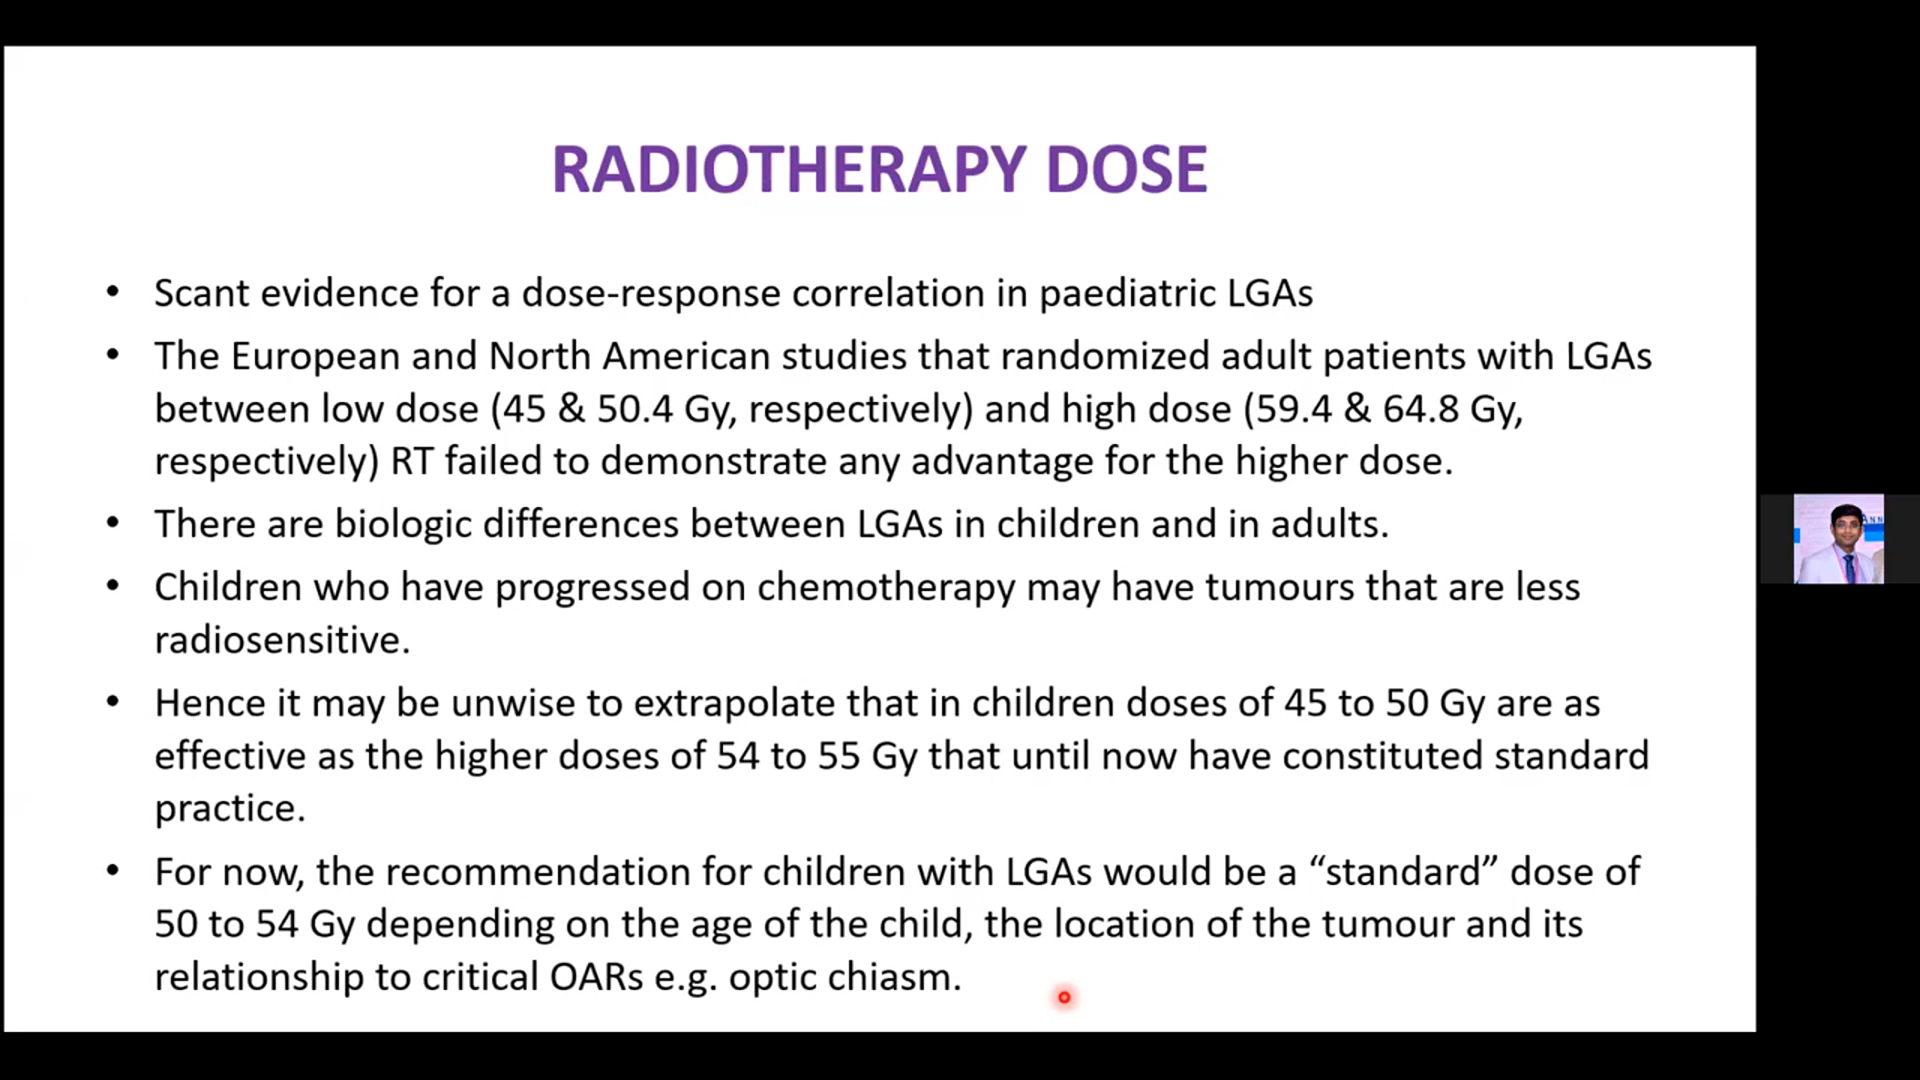 RADIOTHERAPY DOSE
• Scant evidence for a dose-response correlation in paediatric LGAs
• The European and North American studies that randomized adult patients with LGAs
between low dose (45 & 50.4 Gy, respectively) and high dose (59.4 & 64.8 Gy,
respectively) RT failed to demonstrate any advantage for the higher dose.
• There are biologic differences between LGAs in children and in adults.
• Children who have progressed on chemotherapy may have tumours that are less
radiosensitive.
• Hence it may be unwise to extrapolate that in children doses of 45 to 50 Gy are as
effective as the higher doses of 54 to 55 Gy that until now have constituted standard
practice.
• For now, the recommendation for children with LGAs would be a “standard” dose of
50 to 54 Gy depending on the age of the child, the location of the tumour and its
relationship to critical OARs e.g. optic chiasm.